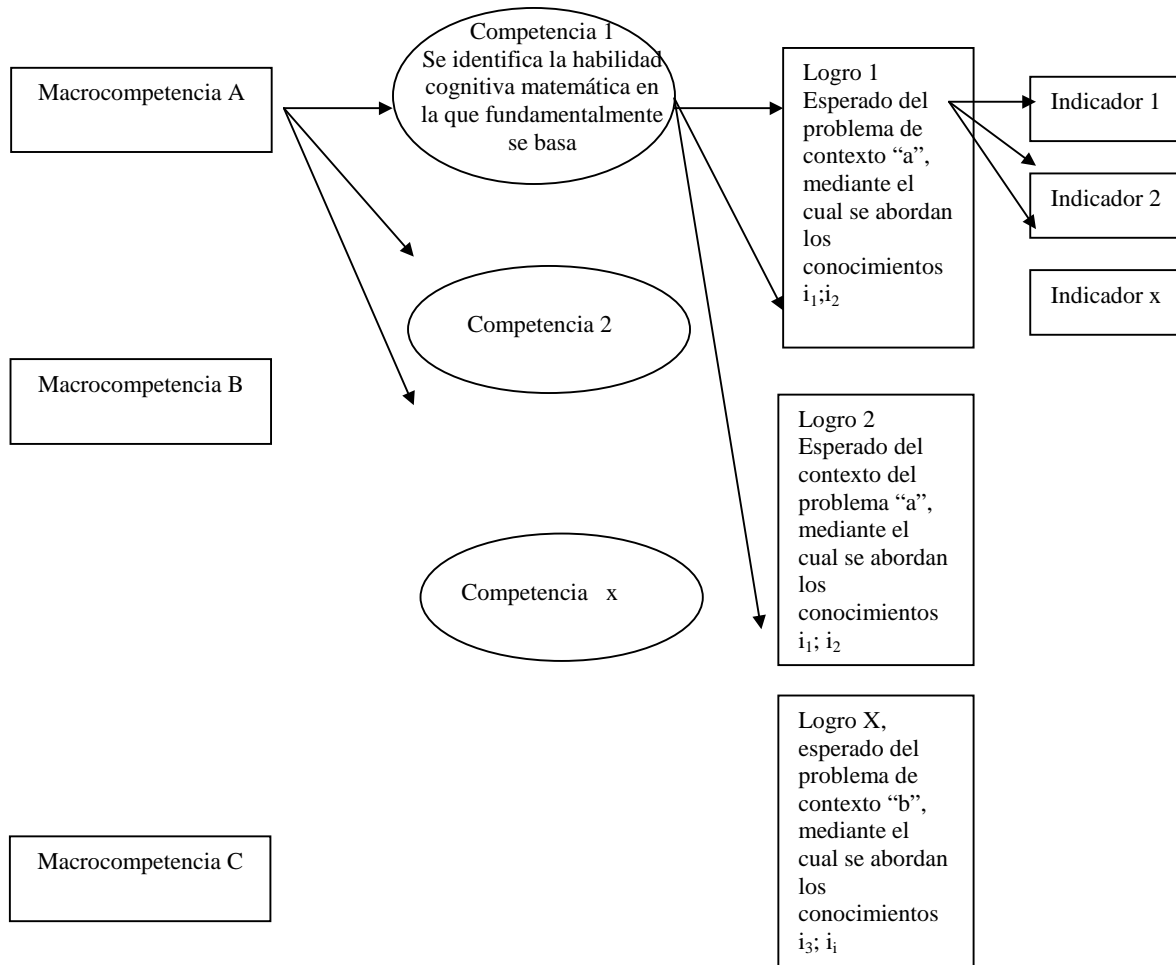 Macrocompetencia A
Competencia 1
Se identifica la habilidad
cognitiva matemática en
la que fundamentalmente
se basa
Logro 1
Esperado del
problema de
contexto “a”,
mediante el
cual se abordan
los
conocimientos
i₁;i₂
Indicador 1
Indicador 2
Indicador x
Competencia 2
Macrocompetencia B
Logro 2
Esperado del
contexto del
problema “a”,
mediante el
cual se abordan
los
conocimientos
i₁; i₂
Competencia x
Logro X,
esperado del
problema de
contexto “b”,
mediante el
cual se abordan
los
conocimientos
i₃; iᵢ
Macrocompetencia C